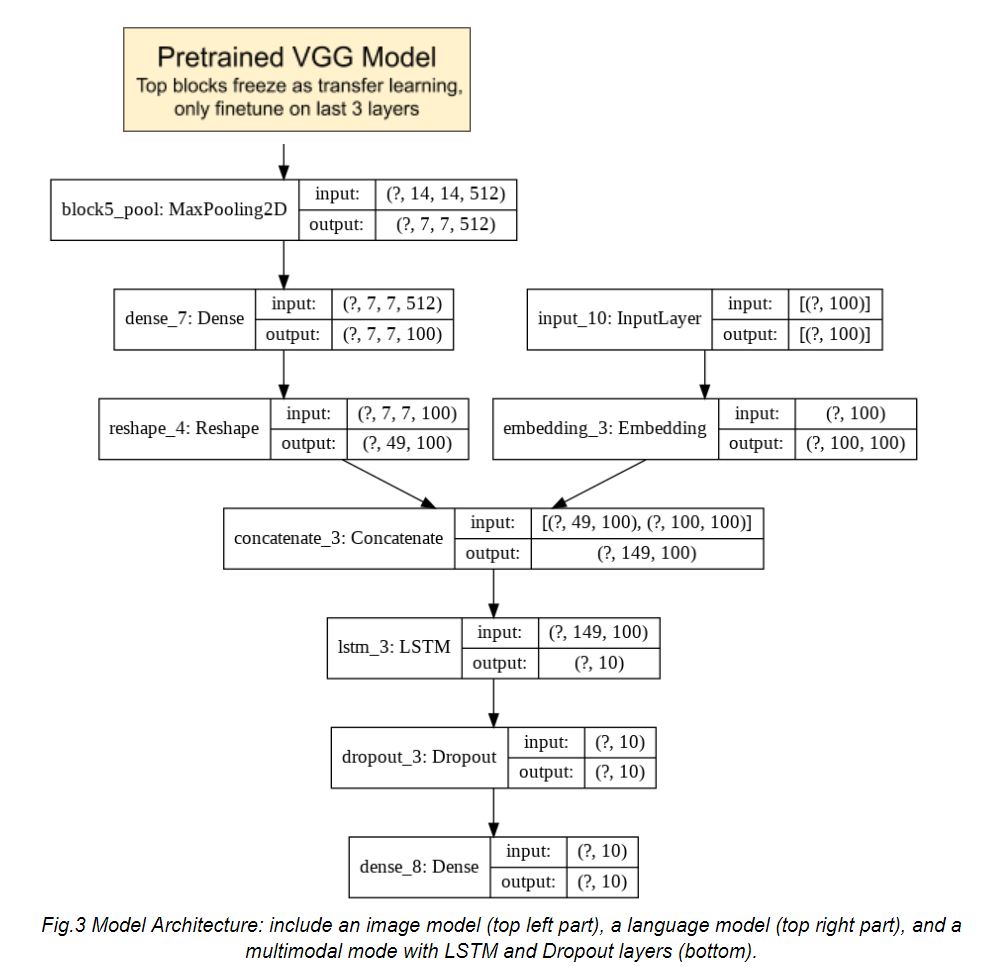 Pretrained VGG Model
Top blocks freeze as transfer learning,
only finetune on last 3 layers
block5_pool: MaxPooling2D
input: (?, 14, 14, 512)
output: (?, 7, 7, 512)
dense_7: Dense
input: (?, 7, 7, 512)
output: (?, 7, 7, 100)
input_10: InputLayer
input: [(?, 100)]
output: [(?, 100)]
reshape_4: Reshape
input: (?, 7, 7, 100)
output: (?, 49, 100)
embedding_3: Embedding
input: (?, 100)
output: (?, 100, 100)
concatenate_3: Concatenate
input: [(?, 49, 100), (?, 100, 100)]
output: (?, 149, 100)
lstm_3: LSTM
input: (?, 149, 100)
output: (?, 10)
dropout_3: Dropout
input: (?, 10)
output: (?, 10)
dense_8: Dense
input: (?, 10)
output: (?, 10)
Fig.3 Model Architecture: include an image model (top left part), a language model (top right part), and a
multimodal mode with LSTM and Dropout layers (bottom).